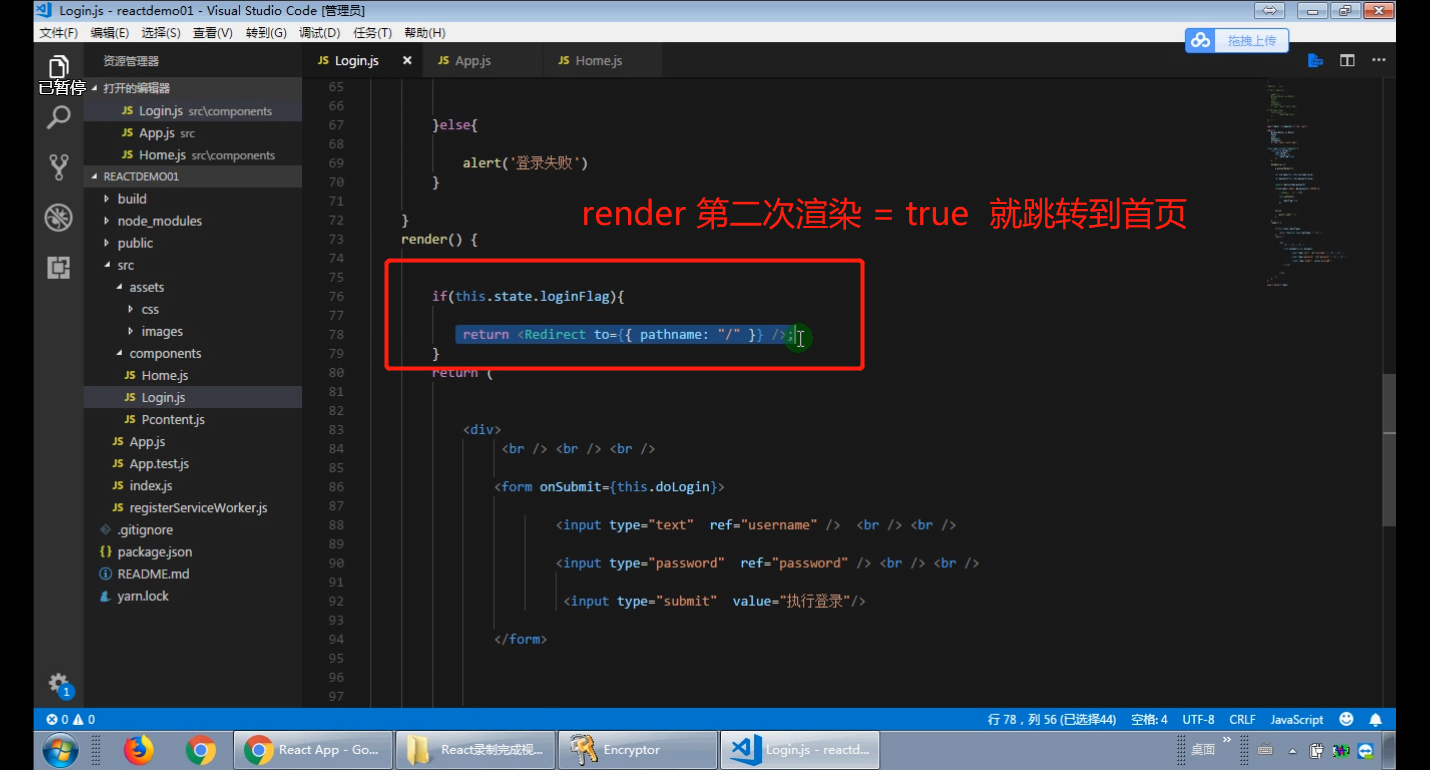 Login.js - reactdemo01 - Visual Studio Code [管理员]
文件(F) 编辑(E) 选择(S) 查看(V) 转到(G) 调试(D) 任务(T) 帮助(H)
拖拽上传
资源管理器
JS Login.js × JS App.js JS Home.js
已暂停
打开的编辑器
JS Login.js src\components
JS App.js src
JS Home.js src\components
REACTDEMO01
build
node_modules
public
src
assets
css
images
components
JS Home.js
JS Login.js
JS Pcontent.js
JS App.js
JS App.test.js
JS index.js
JS registerServiceWorker.js
.gitignore
{} package.json
README.md
yarn.lock
1
65
66
67 }else{
68
69 alert('登录失败')
70 }
71
72 }
render 第二次渲染 = true 就跳转到首页
73 render() {
74
75
76 if(this.state.loginFlag){
77
78 return <Redirect to={{ pathname: "/" }} />;
79 }
80 return (
81
82
83 <div>
84 <br /> <br /> <br />
85
86 <form onSubmit={this.doLogin}>
87
88 <input type="text" ref="username" /> <br /> <br />
89
90 <input type="password" ref="password" /> <br /> <br />
91
92 <input type="submit" value="执行登录"/>
93
94 </form>
95
96
97
0 0
行 78，列 56 (已选择44) 空格: 4 UTF-8 CRLF JavaScript
React App - Go... React录制完成视... Encryptor Login.js - reactd...
桌面